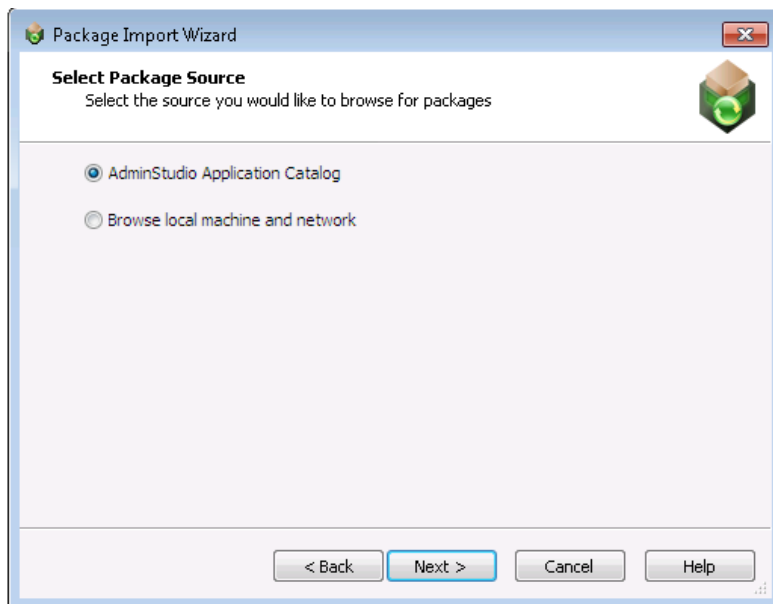 Package Import Wizard
Select Package Source
Select the source you would like to browse for packages
AdminStudio Application Catalog
Browse local machine and network
< Back Next > Cancel Help